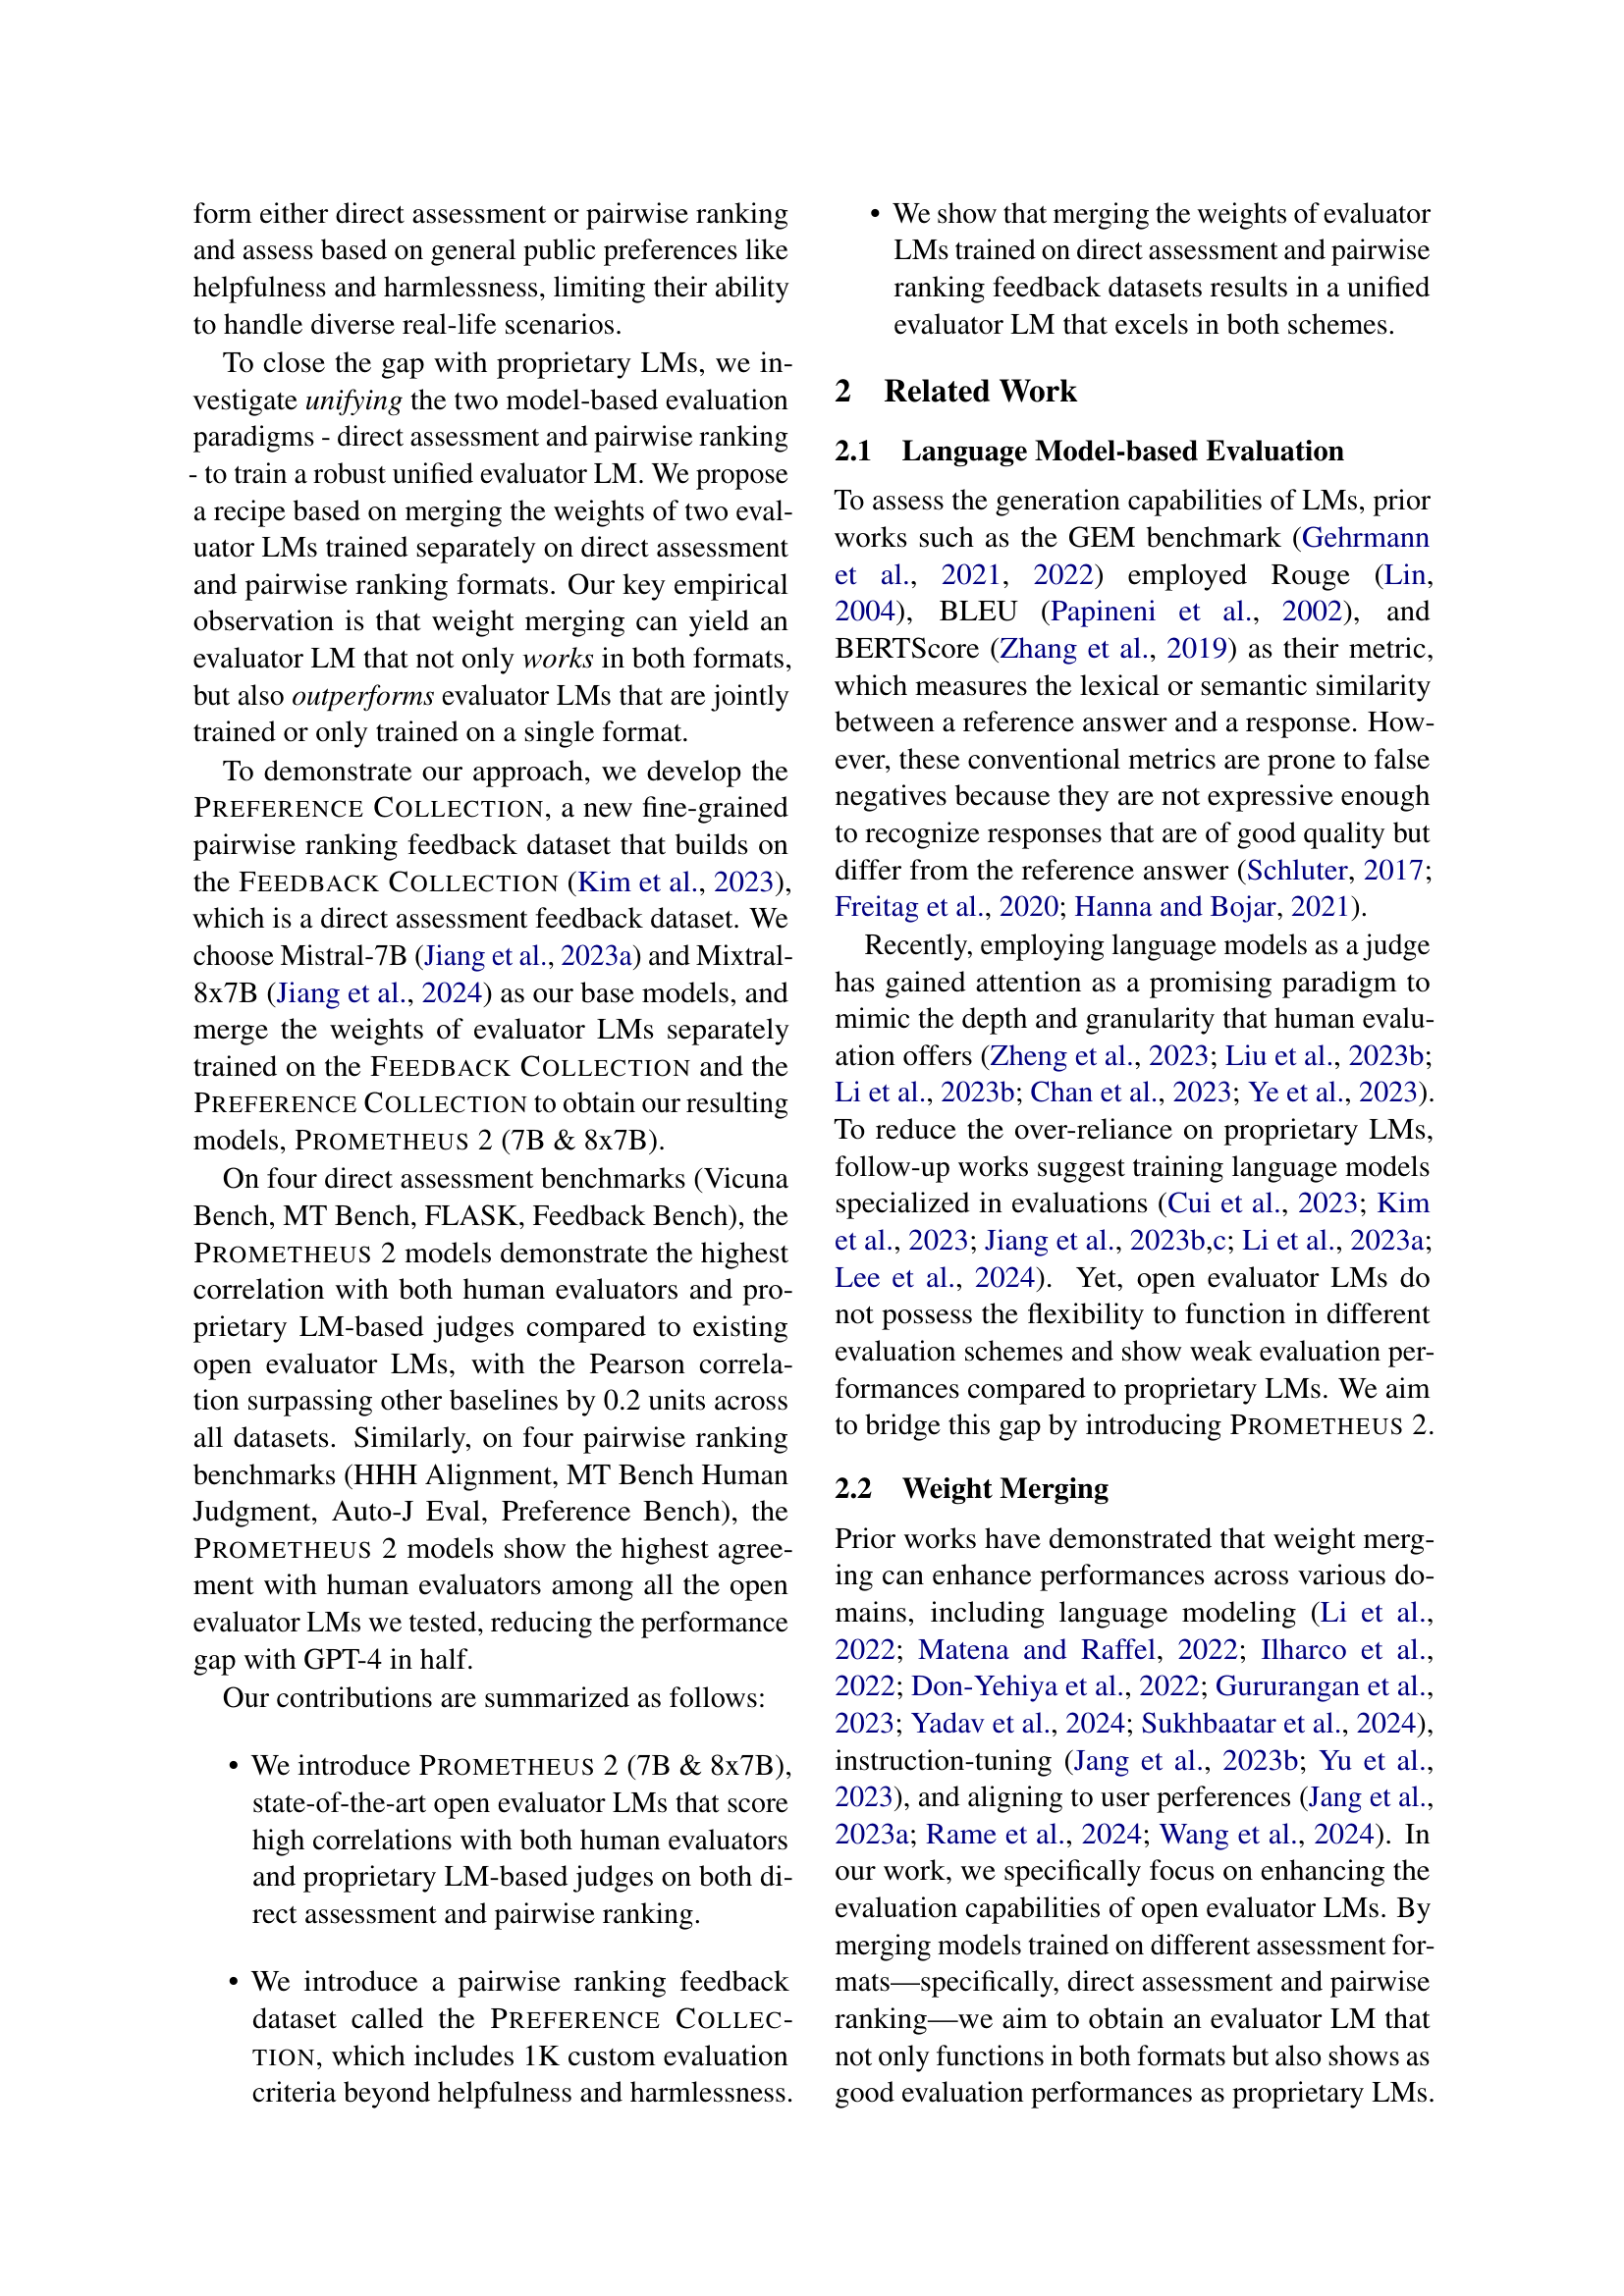 form either direct assessment or pairwise ranking
and assess based on general public preferences like
helpfulness and harmlessness, limiting their ability
to handle diverse real-life scenarios.
To close the gap with proprietary LMs, we in-
vestigate unifying the two model-based evaluation
paradigms - direct assessment and pairwise ranking
- to train a robust unified evaluator LM. We propose
a recipe based on merging the weights of two eval-
uator LMs trained separately on direct assessment
and pairwise ranking formats. Our key empirical
observation is that weight merging can yield an
evaluator LM that not only works in both formats,
but also outperforms evaluator LMs that are jointly
trained or only trained on a single format.
To demonstrate our approach, we develop the
PREFERENCE COLLECTION, a new fine-grained
pairwise ranking feedback dataset that builds on
the FEEDBACK COLLECTION (Kim et al., 2023),
which is a direct assessment feedback dataset. We
choose Mistral-7B (Jiang et al., 2023a) and Mixtral-
8x7B (Jiang et al., 2024) as our base models, and
merge the weights of evaluator LMs separately
trained on the FEEDBACK COLLECTION and the
PREFERENCE COLLECTION to obtain our resulting
models, PROMETHEUS 2 (7B & 8x7B).
On four direct assessment benchmarks (Vicuna
Bench, MT Bench, FLASK, Feedback Bench), the
PROMETHEUS 2 models demonstrate the highest
correlation with both human evaluators and pro-
prietary LM-based judges compared to existing
open evaluator LMs, with the Pearson correla-
tion surpassing other baselines by 0.2 units across
all datasets. Similarly, on four pairwise ranking
benchmarks (HHH Alignment, MT Bench Human
Judgment, Auto-J Eval, Preference Bench), the
PROMETHEUS 2 models show the highest agree-
ment with human evaluators among all the open
evaluator LMs we tested, reducing the performance
gap with GPT-4 in half.
Our contributions are summarized as follows:
• We introduce PROMETHEUS 2 (7B & 8x7B),
state-of-the-art open evaluator LMs that score
high correlations with both human evaluators
and proprietary LM-based judges on both di-
rect assessment and pairwise ranking.
• We introduce a pairwise ranking feedback
dataset called the PREFERENCE COLLEC-
TION, which includes 1K custom evaluation
criteria beyond helpfulness and harmlessness.
• We show that merging the weights of evaluator
LMs trained on direct assessment and pairwise
ranking feedback datasets results in a unified
evaluator LM that excels in both schemes.
2 Related Work
2.1 Language Model-based Evaluation
To assess the generation capabilities of LMs, prior
works such as the GEM benchmark (Gehrmann
et al., 2021, 2022) employed Rouge (Lin,
2004), BLEU (Papineni et al., 2002), and
BERTScore (Zhang et al., 2019) as their metric,
which measures the lexical or semantic similarity
between a reference answer and a response. How-
ever, these conventional metrics are prone to false
negatives because they are not expressive enough
to recognize responses that are of good quality but
differ from the reference answer (Schluter, 2017;
Freitag et al., 2020; Hanna and Bojar, 2021).
Recently, employing language models as a judge
has gained attention as a promising paradigm to
mimic the depth and granularity that human evalu-
ation offers (Zheng et al., 2023; Liu et al., 2023b;
Li et al., 2023b; Chan et al., 2023; Ye et al., 2023).
To reduce the over-reliance on proprietary LMs,
follow-up works suggest training language models
specialized in evaluations (Cui et al., 2023; Kim
et al., 2023; Jiang et al., 2023b,c; Li et al., 2023a;
Lee et al., 2024). Yet, open evaluator LMs do
not possess the flexibility to function in different
evaluation schemes and show weak evaluation per-
formances compared to proprietary LMs. We aim
to bridge this gap by introducing PROMETHEUS 2.
2.2 Weight Merging
Prior works have demonstrated that weight merg-
ing can enhance performances across various do-
mains, including language modeling (Li et al.,
2022; Matena and Raffel, 2022; Ilharco et al.,
2022; Don-Yehiya et al., 2022; Gururangan et al.,
2023; Yadav et al., 2024; Sukhbaatar et al., 2024),
instruction-tuning (Jang et al., 2023b; Yu et al.,
2023), and aligning to user perferences (Jang et al.,
2023a; Rame et al., 2024; Wang et al., 2024). In
our work, we specifically focus on enhancing the
evaluation capabilities of open evaluator LMs. By
merging models trained on different assessment for-
mats—specifically, direct assessment and pairwise
ranking—we aim to obtain an evaluator LM that
not only functions in both formats but also shows as
good evaluation performances as proprietary LMs.